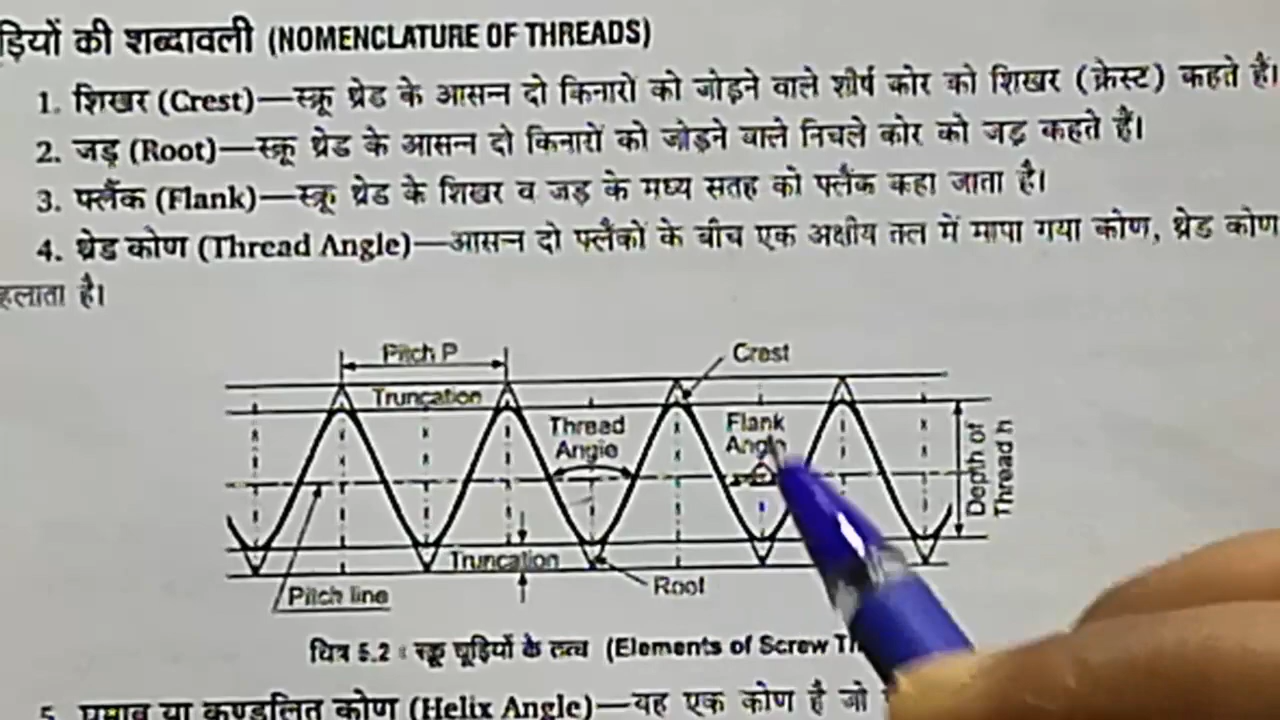 ड़ियों की शब्दावली (NOMENCLATURE OF THREADS)
1. शिखर (Crest)—स्क्रू थ्रेड के आसन्न दो किनारों को जोड़ने वाले शीर्ष कोर को शिखर (क्रेस्ट) कहते है।
2. जड़ (Root)—स्क्रू थ्रेड के आसन्न दो किनारों को जोड़ने वाले निचले कोर को जड़ कहते हैं।
3. फ्लैंक (Flank)—स्क्रू थ्रेड के शिखर व जड़ के मध्य सतह को फ्लैंक कहा जाता है।
4. थ्रेड कोण (Thread Angle)—आसन्न दो फ्लैंकों के बीच एक अक्षीय तल में मापा गया कोण, थ्रेड कोण
हलाता है।
Pitch P
Crest
Truncation
Thread
Angle
Flank
Angle
Depth of
Thread h
Truncation
Root
Pitch line
चित्र 5.2 : स्क्रू चूड़ियों के तत्व (Elements of Screw Th
5. कुण्डलित कोण (Helix Angle)—यह एक कोण है जो